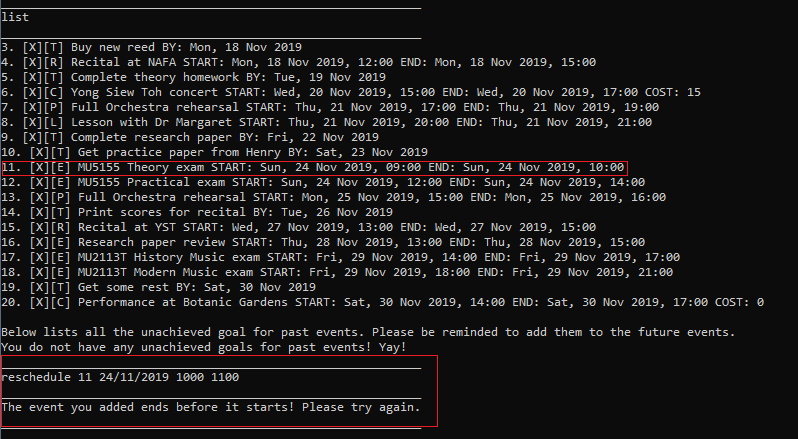 list
3. [X][T] Buy new reed BY: Mon, 18 Nov 2019
4. [X][R] Recital at NAFA START: Mon, 18 Nov 2019, 12:00 END: Mon, 18 Nov 2019, 15:00
5. [X][T] Complete theory homework BY: Tue, 19 Nov 2019
6. [X][C] Yong Siew Toh concert START: Wed, 20 Nov 2019, 15:00 END: Wed, 20 Nov 2019, 17:00 COST: 15
7. [X][P] Full Orchestra rehearsal START: Thu, 21 Nov 2019, 17:00 END: Thu, 21 Nov 2019, 19:00
8. [X][L] Lesson with Dr Margaret START: Thu, 21 Nov 2019, 20:00 END: Thu, 21 Nov 2019, 21:00
9. [X][T] Complete research paper BY: Fri, 22 Nov 2019
10. [X][T] Get practice paper from Henry BY: Sat, 23 Nov 2019
11. [X][E] MU5155 Theory exam START: Sun, 24 Nov 2019, 09:00 END: Sun, 24 Nov 2019, 10:00
12. [X][E] MU5155 Practical exam START: Sun, 24 Nov 2019, 12:00 END: Sun, 24 Nov 2019, 14:00
13. [X][P] Full Orchestra rehearsal START: Mon, 25 Nov 2019, 15:00 END: Mon, 25 Nov 2019, 16:00
14. [X][T] Print scores for recital BY: Tue, 26 Nov 2019
15. [X][R] Recital at YST START: Wed, 27 Nov 2019, 13:00 END: Wed, 27 Nov 2019, 15:00
16. [X][E] Research paper review START: Thu, 28 Nov 2019, 13:00 END: Thu, 28 Nov 2019, 15:00
17. [X][E] MU2113T History Music exam START: Fri, 29 Nov 2019, 14:00 END: Fri, 29 Nov 2019, 17:00
18. [X][E] MU2113T Modern Music exam START: Fri, 29 Nov 2019, 18:00 END: Fri, 29 Nov 2019, 21:00
19. [X][T] Get some rest BY: Sat, 30 Nov 2019
20. [X][C] Performance at Botanic Gardens START: Sat, 30 Nov 2019, 14:00 END: Sat, 30 Nov 2019, 17:00 COST: 0
Below lists all the unachieved goal for past events. Please be reminded to add them to the future events.
You do not have any unachieved goals for past events! Yay!
reschedule 11 24/11/2019 1000 1100
The event you added ends before it starts! Please try again.